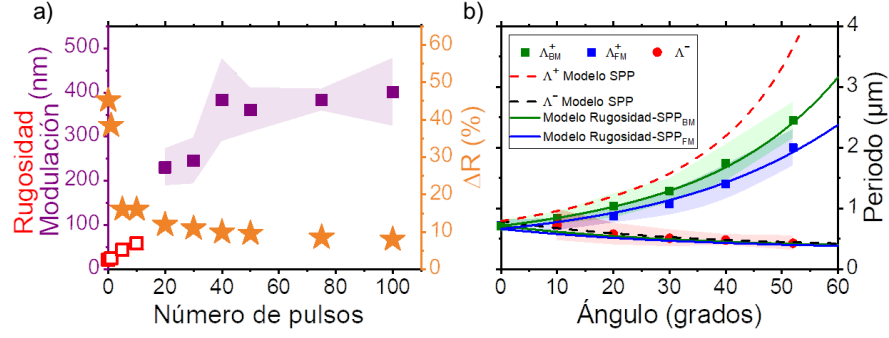 a)
b)
500
400
300
200
100
0
0
20
40
60
80
100
60
50
40
30
20
10
0
Rugosidad
Modulación (nm)
ΔR (%)
Número de pulsos
Λ⁺BM
Λ⁺FM
Λ⁻
Λ⁺ Modelo SPP
Λ⁻ Modelo SPP
Modelo Rugosidad-SPPBM
Modelo Rugosidad-SPPFM
4
3
2
1
0
Periodo (μm
0
10
20
30
40
50
60
Ángulo (grados)